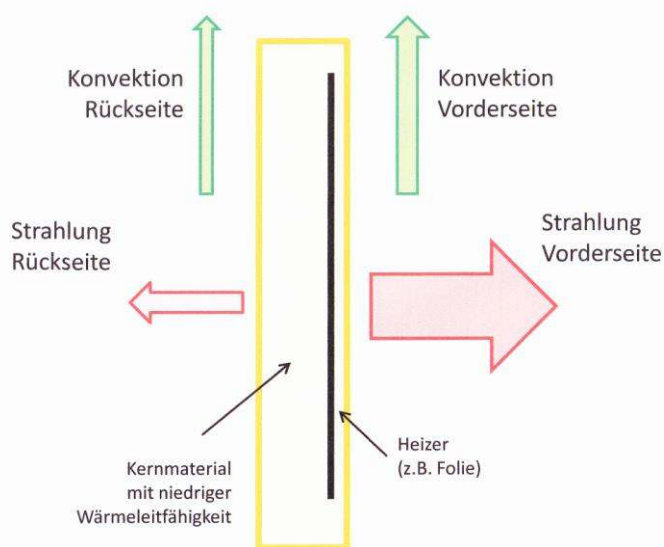 Konvektion
Rückseite
Konvektion
Vorderseite
Strahlung
Rückseite
Strahlung
Vorderseite
Kernmaterial
mit niedriger
Wärmeleitfähigkeit
Heizer
(z.B. Folie)